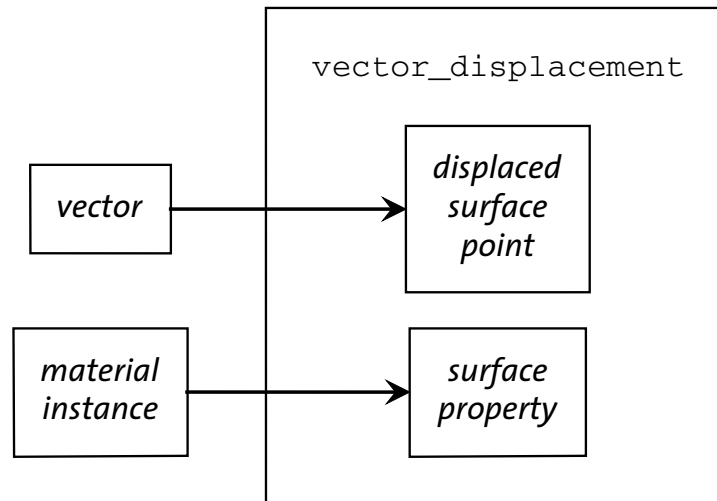 vector_displacement
vector
displaced
surface
point
material
instance
surface
property